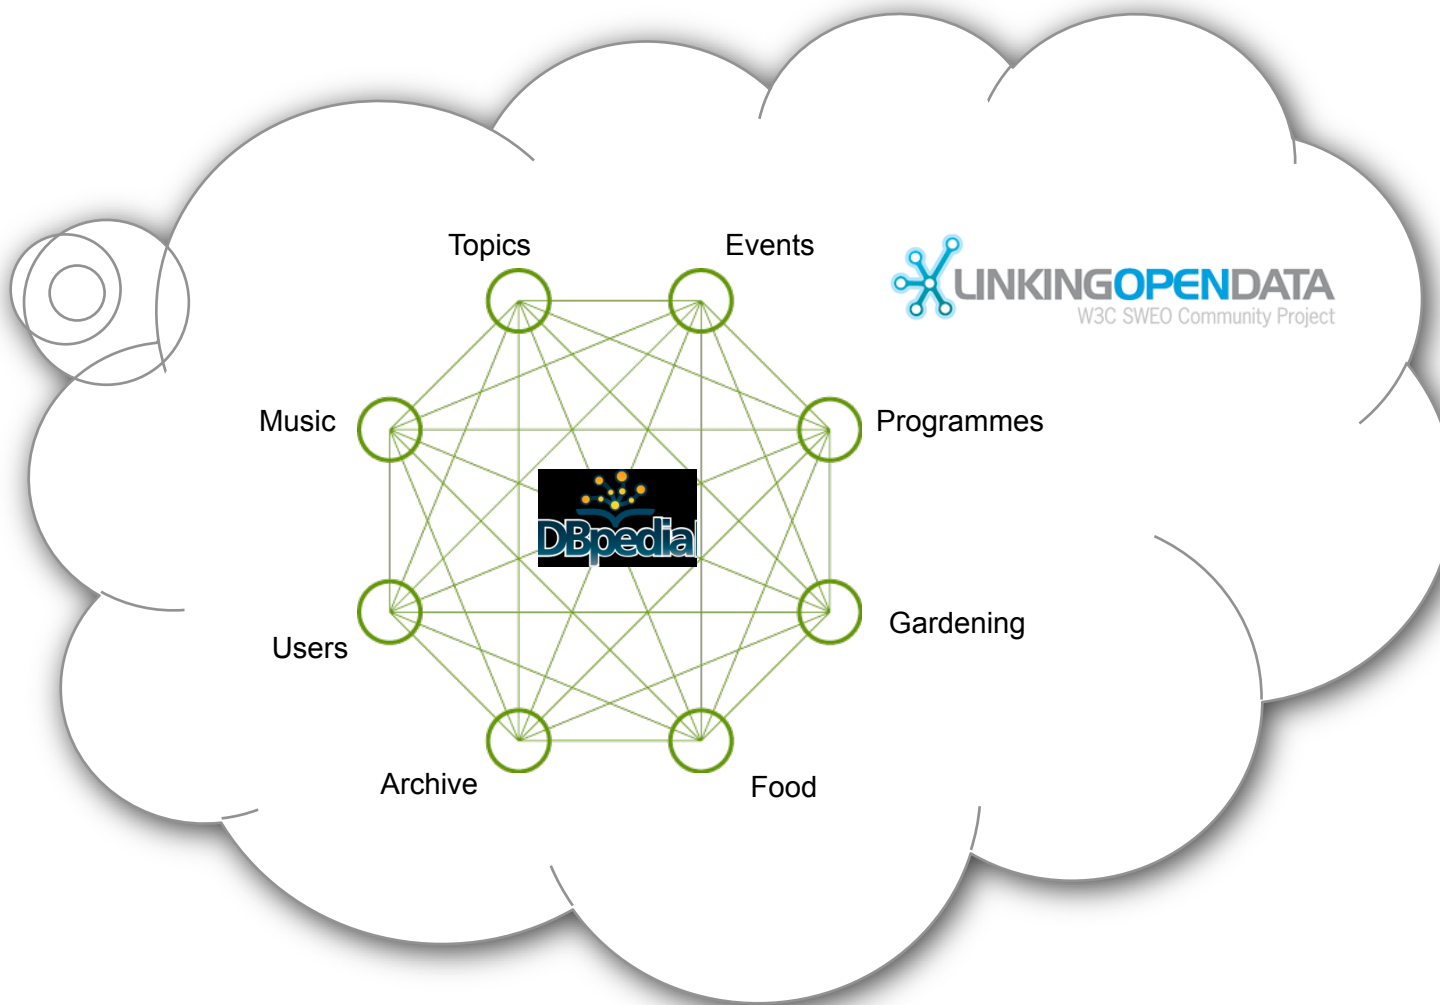 Topics
Events
LINKINGOPENDATA
W3C SWEO Community Project
Music
Programmes
DBpedia
Users
Gardening
Archive
Food